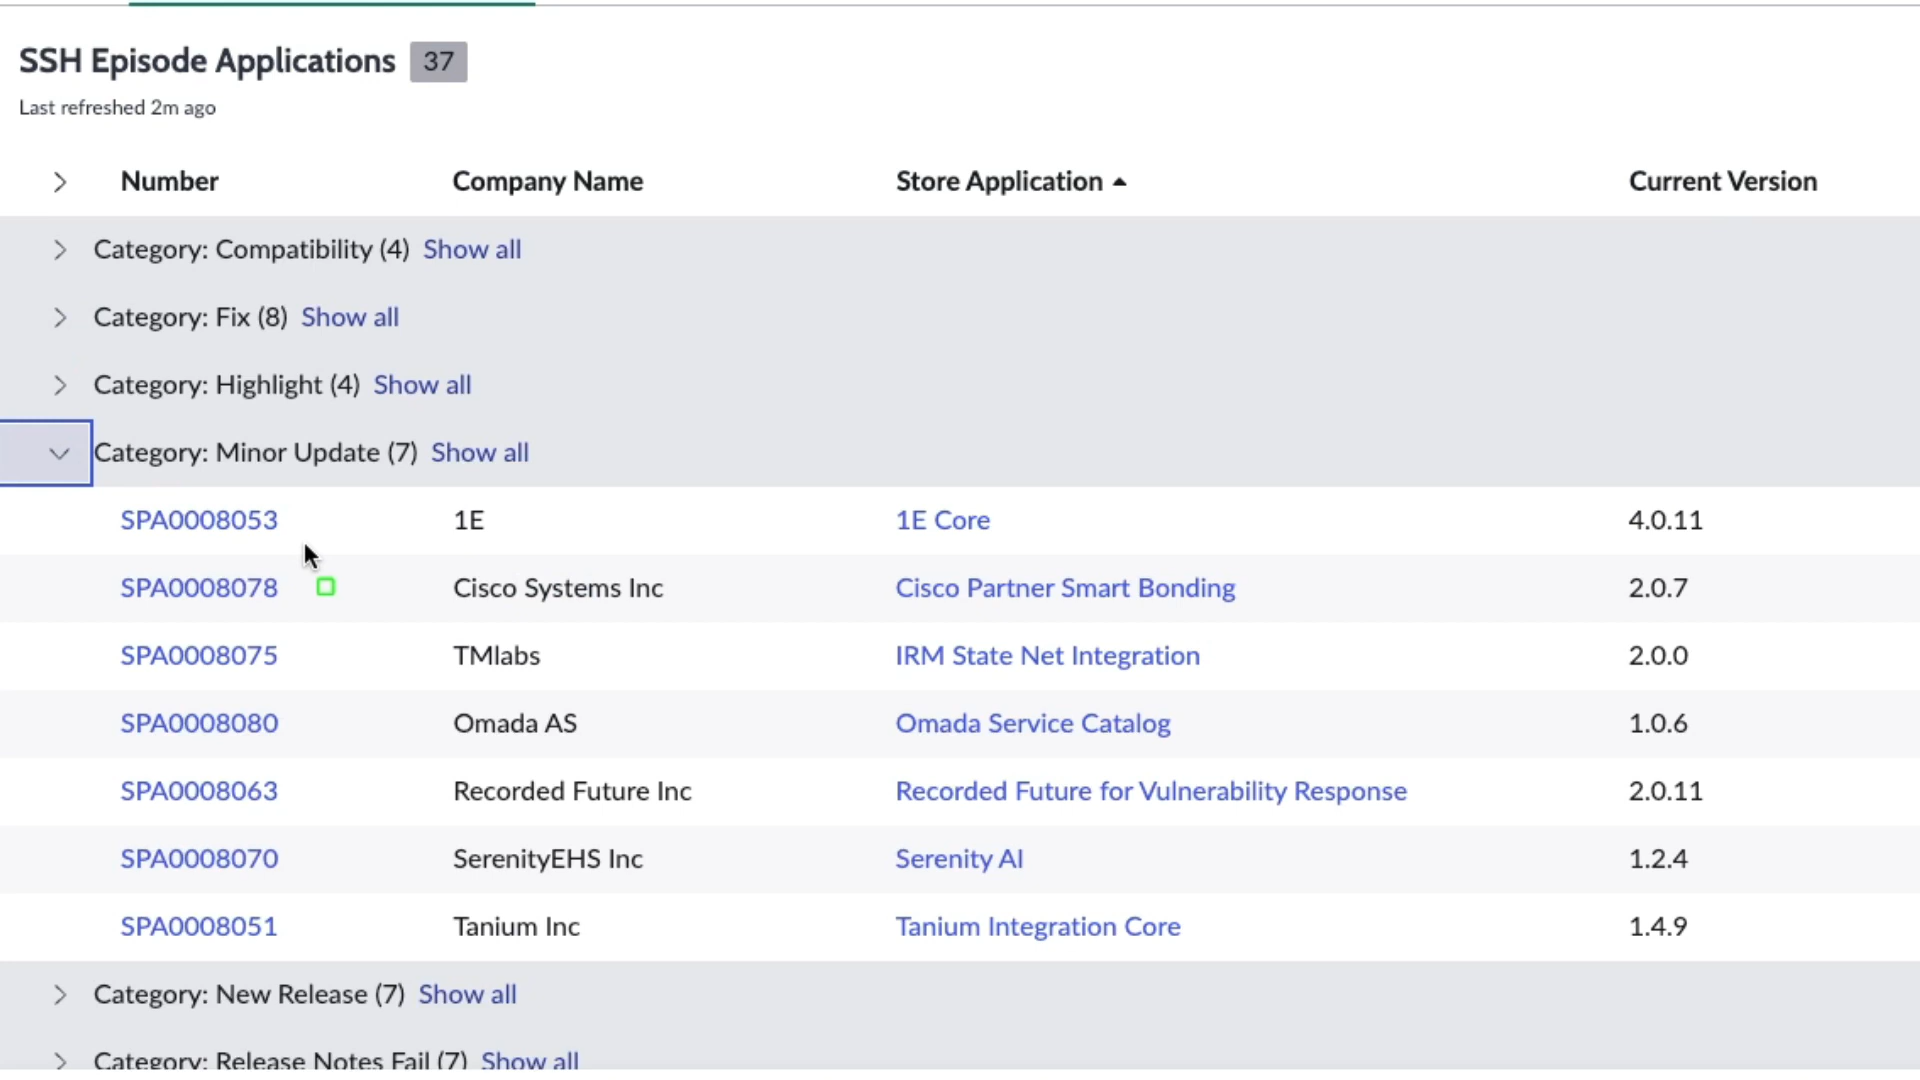 SSH Episode Applications 37
Last refreshed 2m ago
Number Company Name Store Application Current Version
Category: Compatibility (4) Show all
Category: Fix (8) Show all
Category: Highlight (4) Show all
Category: Minor Update (7) Show all
SPA0008053 1E 1E Core 4.0.11
SPA0008078 Cisco Systems Inc Cisco Partner Smart Bonding 2.0.7
SPA0008075 TMlabs IRM State Net Integration 2.0.0
SPA0008080 Omada AS Omada Service Catalog 1.0.6
SPA0008063 Recorded Future Inc Recorded Future for Vulnerability Response 2.0.11
SPA0008070 SerenityEHS Inc Serenity AI 1.2.4
SPA0008051 Tanium Inc Tanium Integration Core 1.4.9
Category: New Release (7) Show all
Category: Release Notes Fail (7) Show all